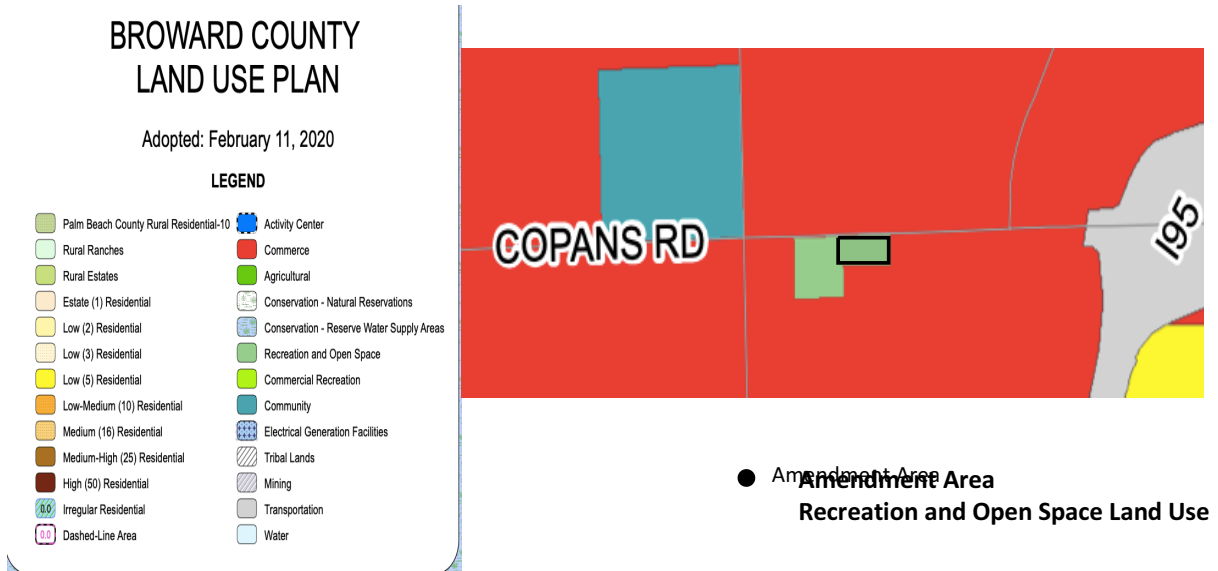 BROWARD COUNTY
LAND USE PLAN
Adopted: February 11, 2020
LEGEND
Palm Beach County Rural Residential-10
Rural Ranches
Rural Estates
Estate (1) Residential
Low (2) Residential
Low (3) Residential
Low (5) Residential
Low-Medium (10) Residential
Medium (16) Residential
Medium-High (25) Residential
High (50) Residential
0.0 Irregular Residential
0.0 Dashed-Line Area
Activity Center
Commerce
Agricultural
Conservation - Natural Reservations
Conservation - Reserve Water Supply Areas
Recreation and Open Space
Commercial Recreation
Community
Electrical Generation Facilities
Tribal Lands
Mining
Transportation
Water
COPANS RD
I95
Amendment Area
Amendment Area
Recreation and Open Space Land Use